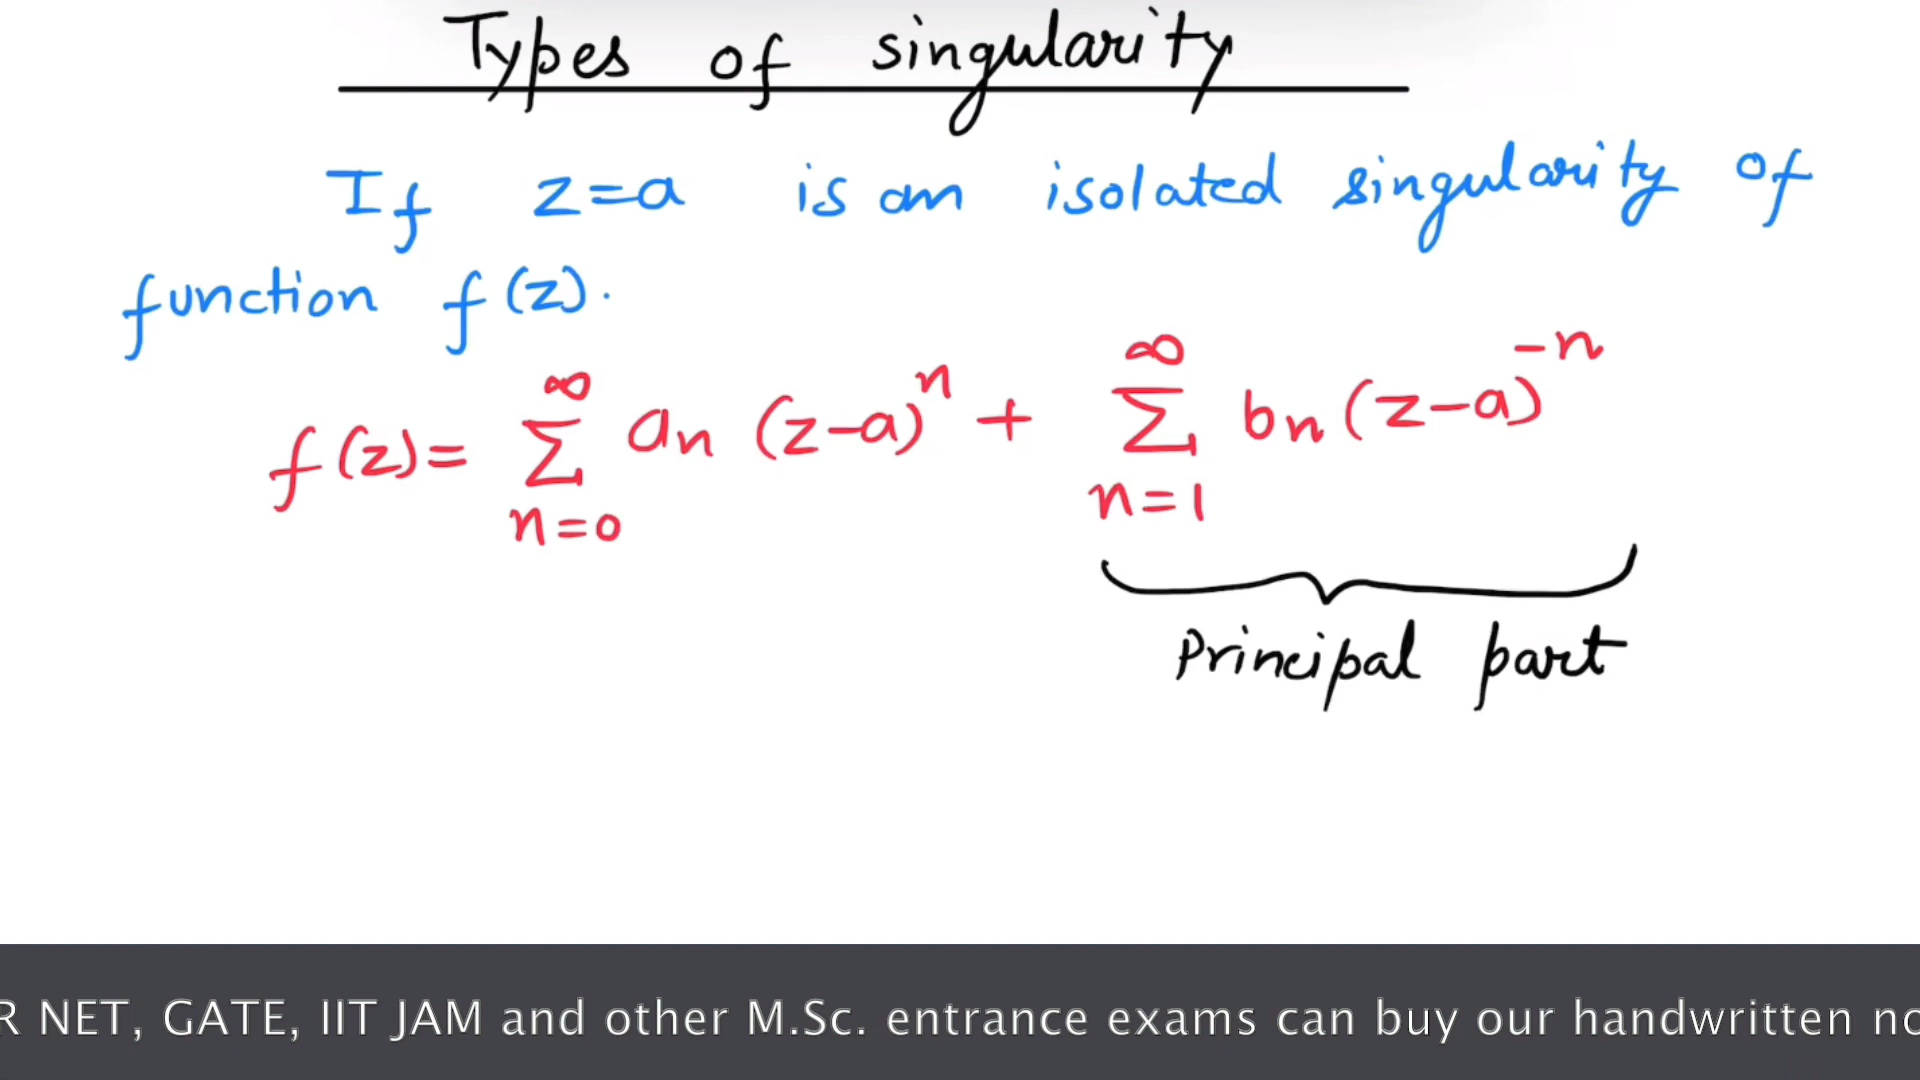 Types of singularity
If z=a is an isolated singularity of
function f(z).
f(z)= ∞ Σ n=0 an (z-a)^n + ∞ Σ n=1 bn (z-a)^-n
Principal part
R NET, GATE, IIT JAM and other M.Sc. entrance exams can buy our handwritten no